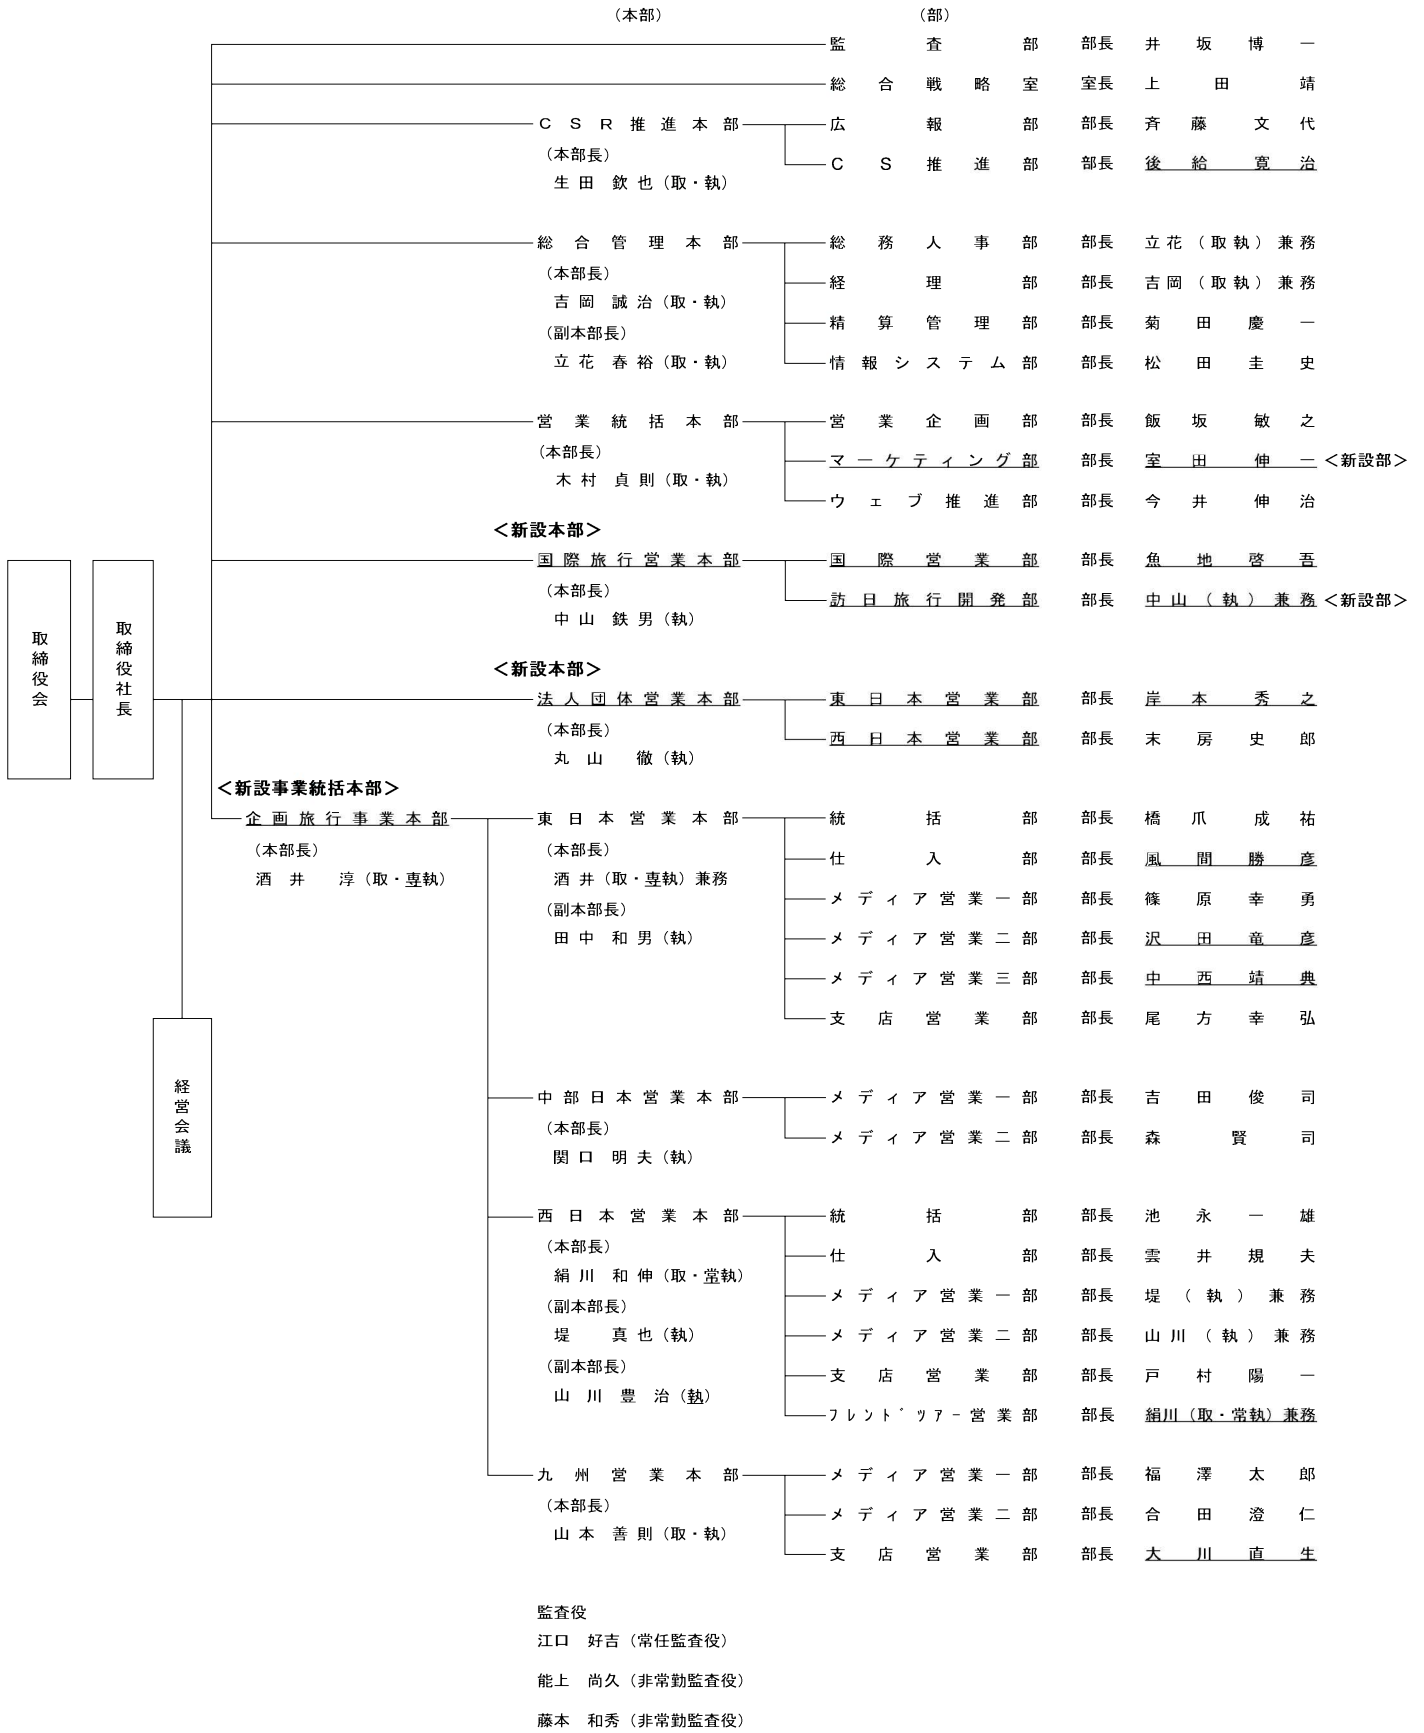 （本部） （部）
監査部 部長 井坂博一
総合戦略室 室長 上田靖
ＣＳＲ推進本部 広報部 部長 斉藤文代
（本部長）
ＣＳ推進部 部長 後給寛治
生田 欽也（取・執）
総合管理本部 総務人事部 部長 立花（取執）兼務
（本部長）
経理部 部長 吉岡（取執）兼務
吉岡 誠治（取・執）
精算管理部 部長 菊田慶一
（副本部長）
立花 春裕（取・執）
情報システム部 部長 松田圭史
営業統括本部 営業企画部 部長 飯坂敏之
（本部長）
マーケティング部 部長 室田伸一 ＜新設部＞
木村 貞則（取・執）
ウェブ推進部 部長 今井伸治
＜新設本部＞
国際旅行営業本部 国際営業部 部長 魚地啓吾
（本部長）
訪日旅行開発部 部長 中山（執）兼務 ＜新設部＞
中山 鉄男（執）
取締役会
取締役社長
＜新設本部＞
法人団体営業本部 東日本営業部 部長 岸本秀之
（本部長）
西日本営業部 部長 末房史郎
丸山 徹（執）
＜新設事業統括本部＞
企画旅行事業本部 東日本営業本部 統括部 部長 橋爪成祐
（本部長） （本部長）
仕入部 部長 風間勝彦
酒井 淳（取・専執） 酒井（取・専執）兼務
メディア営業一部 部長 篠原幸勇
（副本部長）
田中 和男（執）
メディア営業二部 部長 沢田竜彦
メディア営業三部 部長 中西靖典
支店営業部 部長 尾方幸弘
経営会議
中部日本営業本部 メディア営業一部 部長 吉田俊司
（本部長）
メディア営業二部 部長 森賢司
関口 明夫（執）
西日本営業本部 統括部 部長 池永一雄
（本部長）
仕入部 部長 雲井規夫
絹川 和伸（取・常執）
メディア営業一部 部長 堤（執）兼務
（副本部長）
堤 真也（執）
メディア営業二部 部長 山川（執）兼務
（副本部長）
支店営業部 部長 戸村陽一
山川 豊治（執）
ﾌﾚﾝﾄﾞﾂｱｰ営業部 部長 絹川（取・常執）兼務
九州営業本部 メディア営業一部 部長 福澤太郎
（本部長）
メディア営業二部 部長 合田澄仁
山本 善則（取・執）
支店営業部 部長 大川直生
監査役
江口 好吉（常任監査役）
能上 尚久（非常勤監査役）
藤本 和秀（非常勤監査役）